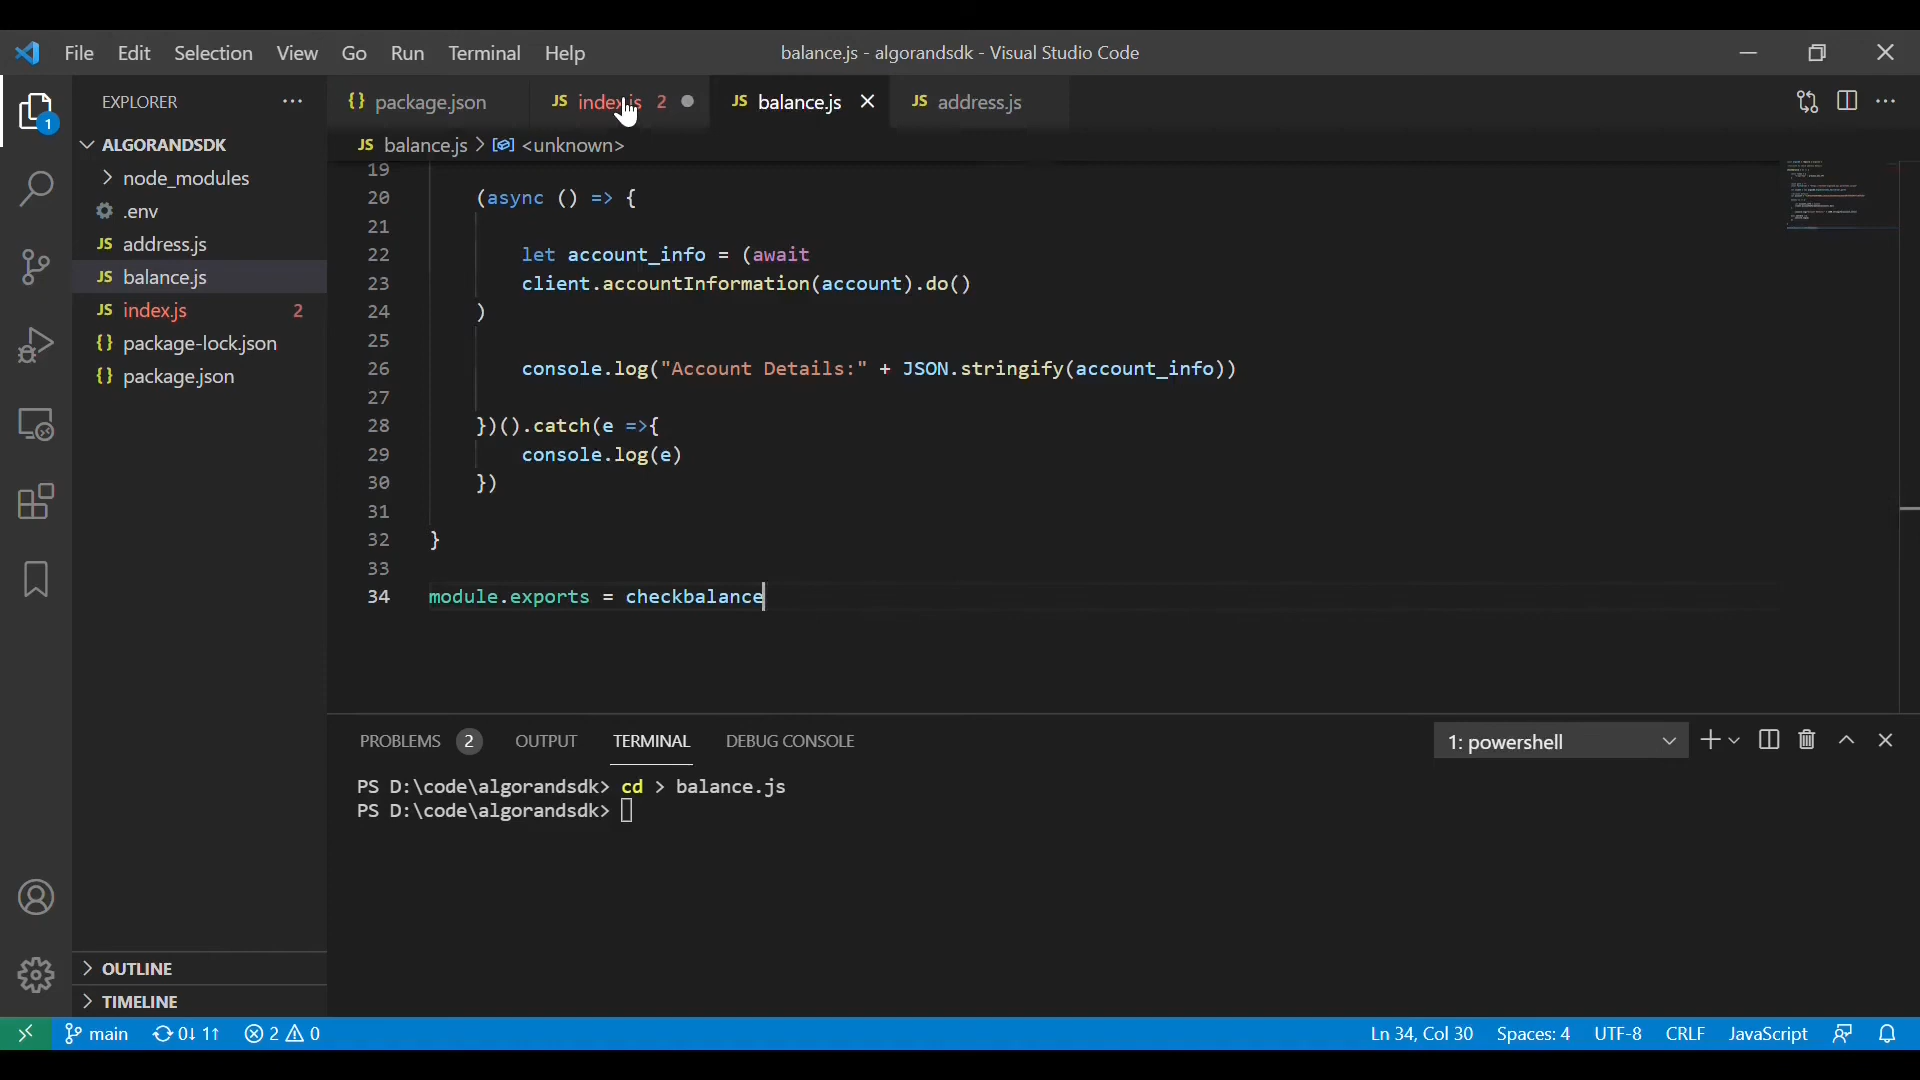 File Edit Selection View Go Run Terminal Help
balance.js - algorandsdk - Visual Studio Code
EXPLORER
{} package.json
JS index.js 2
JS balance.js
JS address.js
1
ALGORANDSDK
node_modules
.env
JS address.js
JS balance.js
JS index.js 2
{} package-lock.json
{} package.json
OUTLINE
TIMELINE
JS balance.js > <unknown>
19
20 (async () => {
21
22 let account_info = (await
23 client.accountInformation(account).do()
24 )
25
26 console.log("Account Details:" + JSON.stringify(account_info))
27
28 })().catch(e =>{
29 console.log(e)
30 })
31
32 }
33
34 module.exports = checkbalance
PROBLEMS 2 OUTPUT TERMINAL DEBUG CONSOLE
1: powershell
PS D:\code\algorandsdk> cd > balance.js
PS D:\code\algorandsdk>
main 0↓ 1↑ 2 0
Ln 34, Col 30 Spaces: 4 UTF-8 CRLF JavaScript